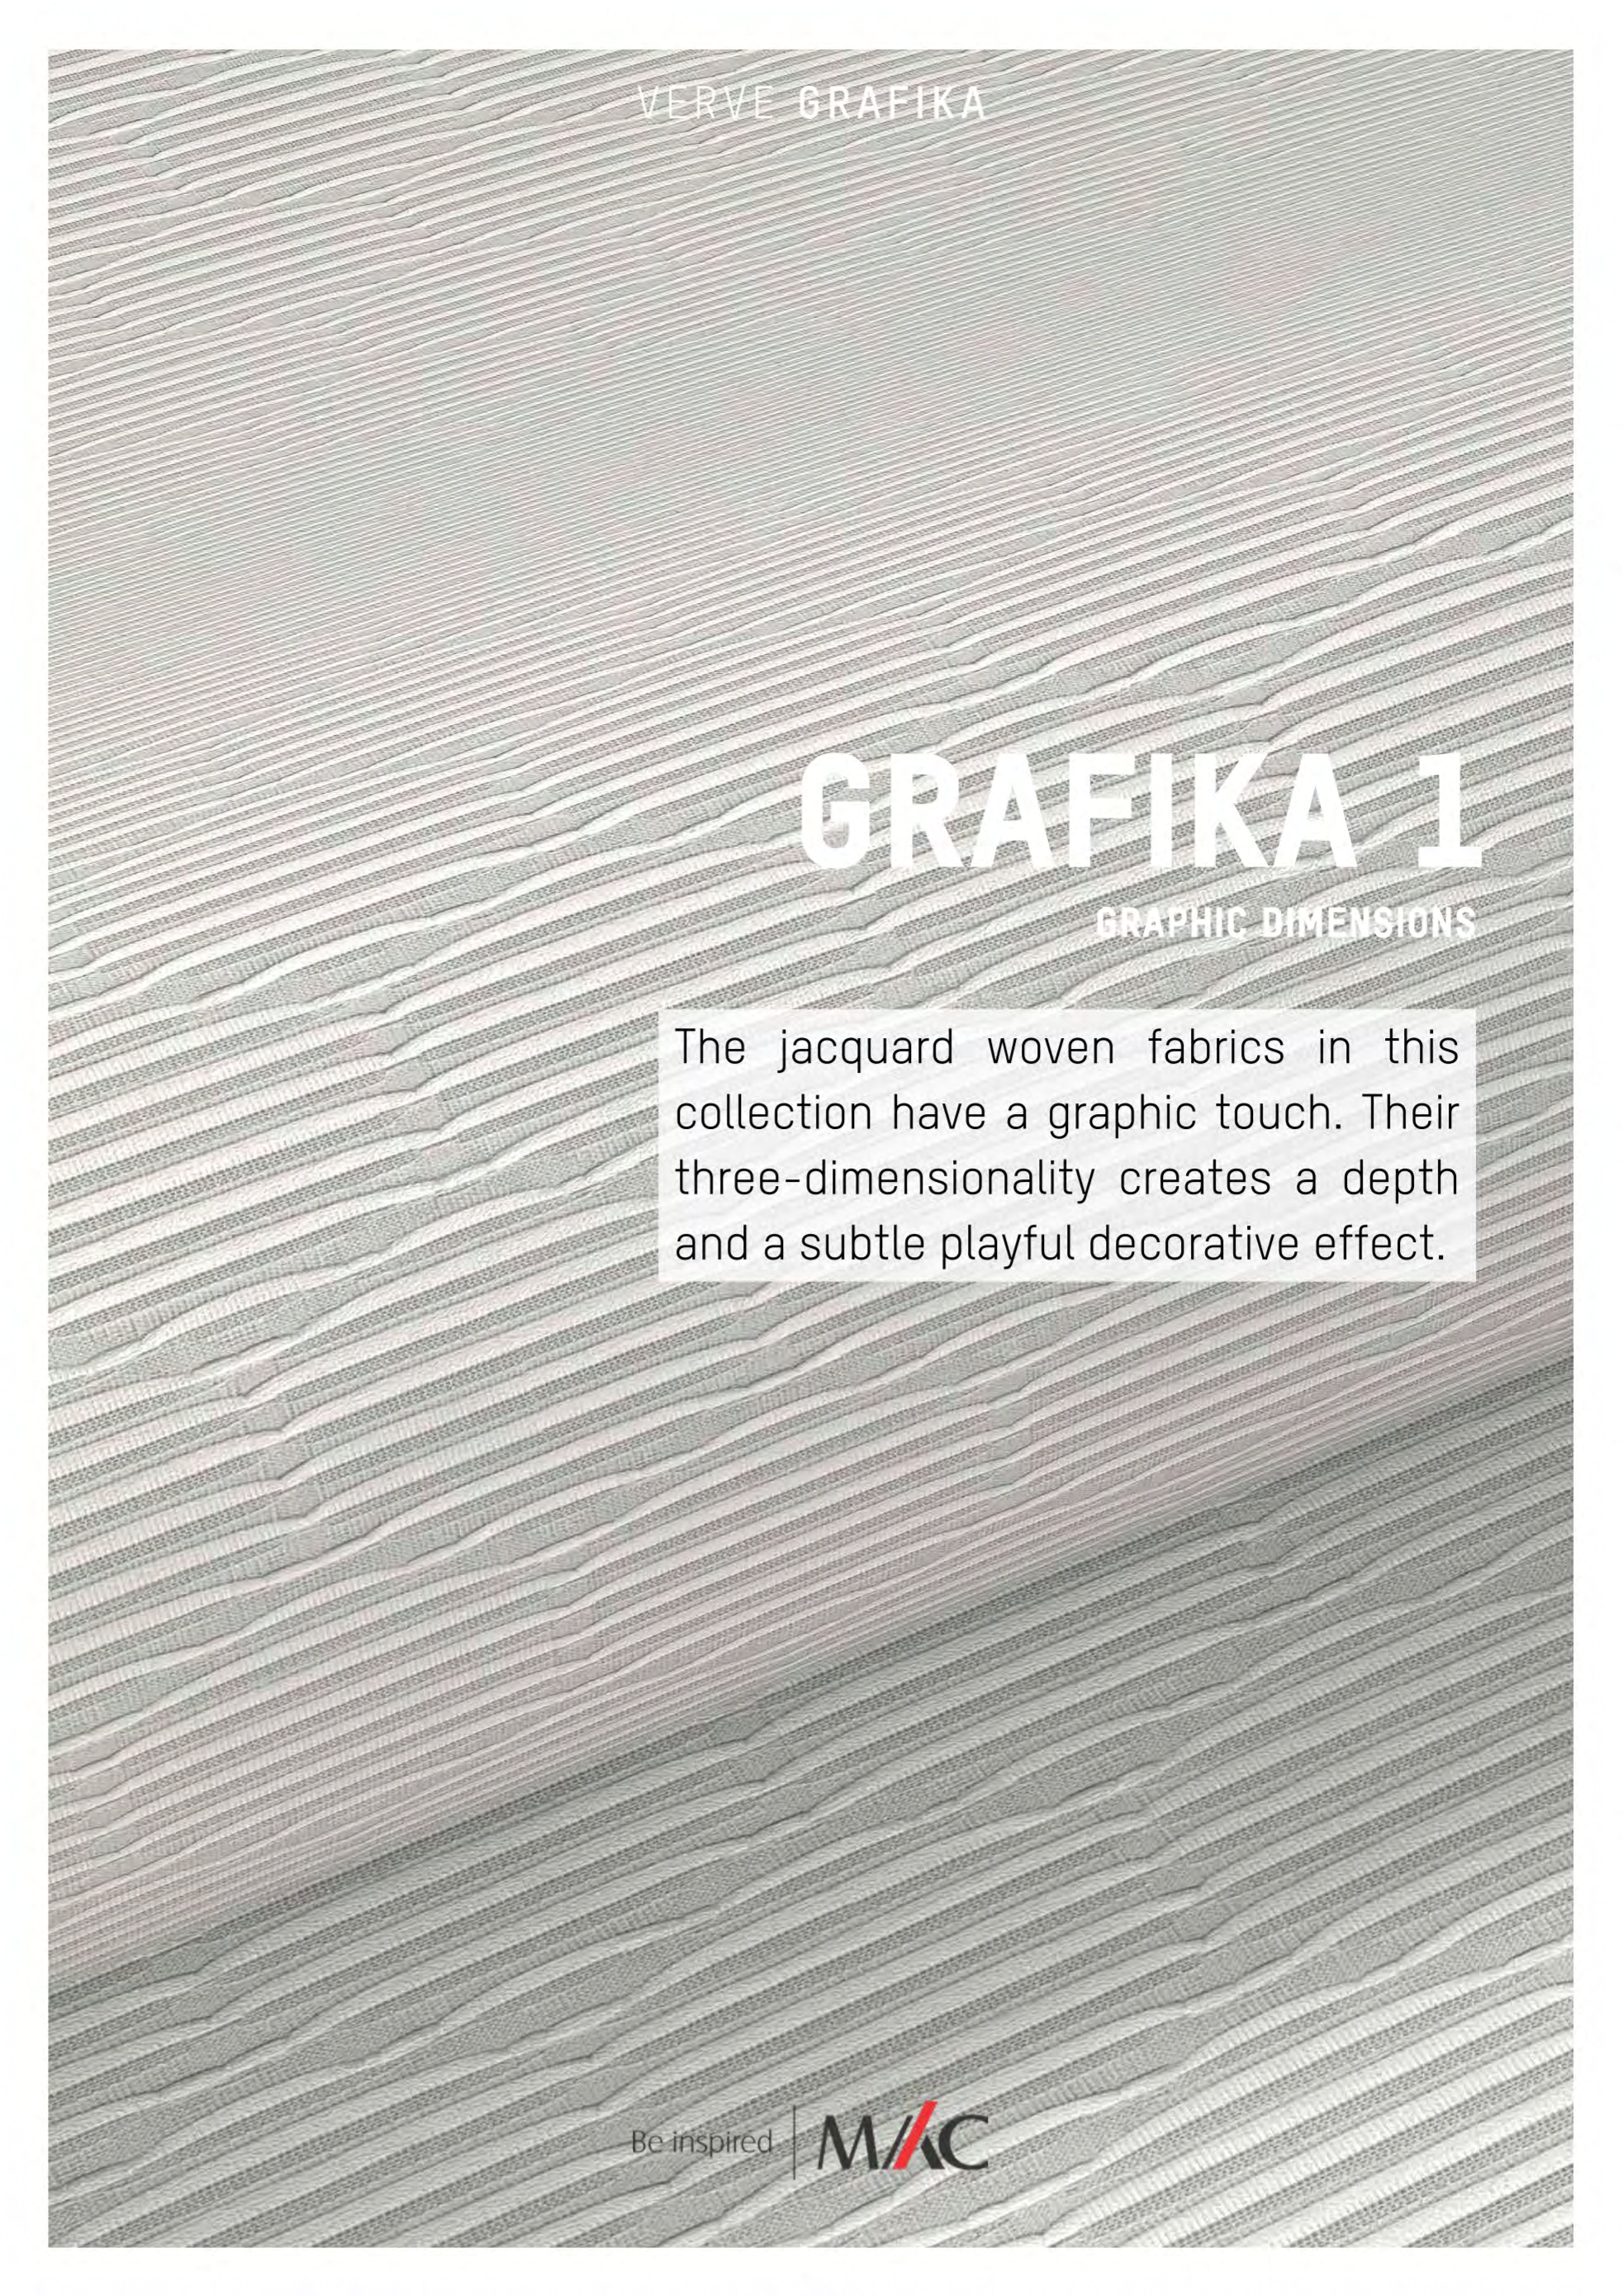 VERVE GRAFIKA
GRAFIKA 1
GRAPHIC DIMENSIONS
The jacquard woven fabrics in this
collection have a graphic touch. Their
three-dimensionality creates a depth
and a subtle playful decorative effect.
Be inspired MAC